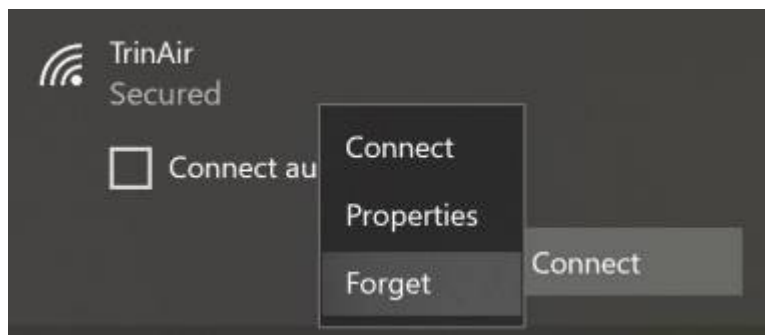 TrinAir
Secured
Connect au
Connect
Properties
Forget
Connect